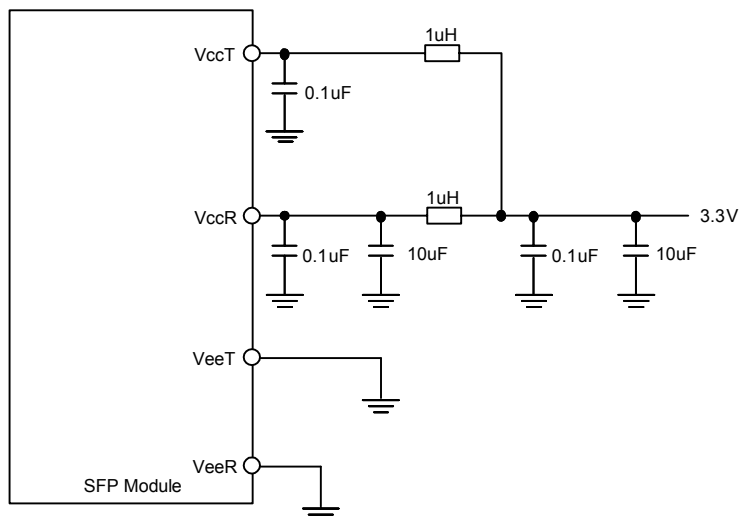 1uH
VccT
0.1uF
1uH
VccR
3.3V
0.1uF
10uF
0.1uF
10uF
VeeT
VeeR
SFP Module